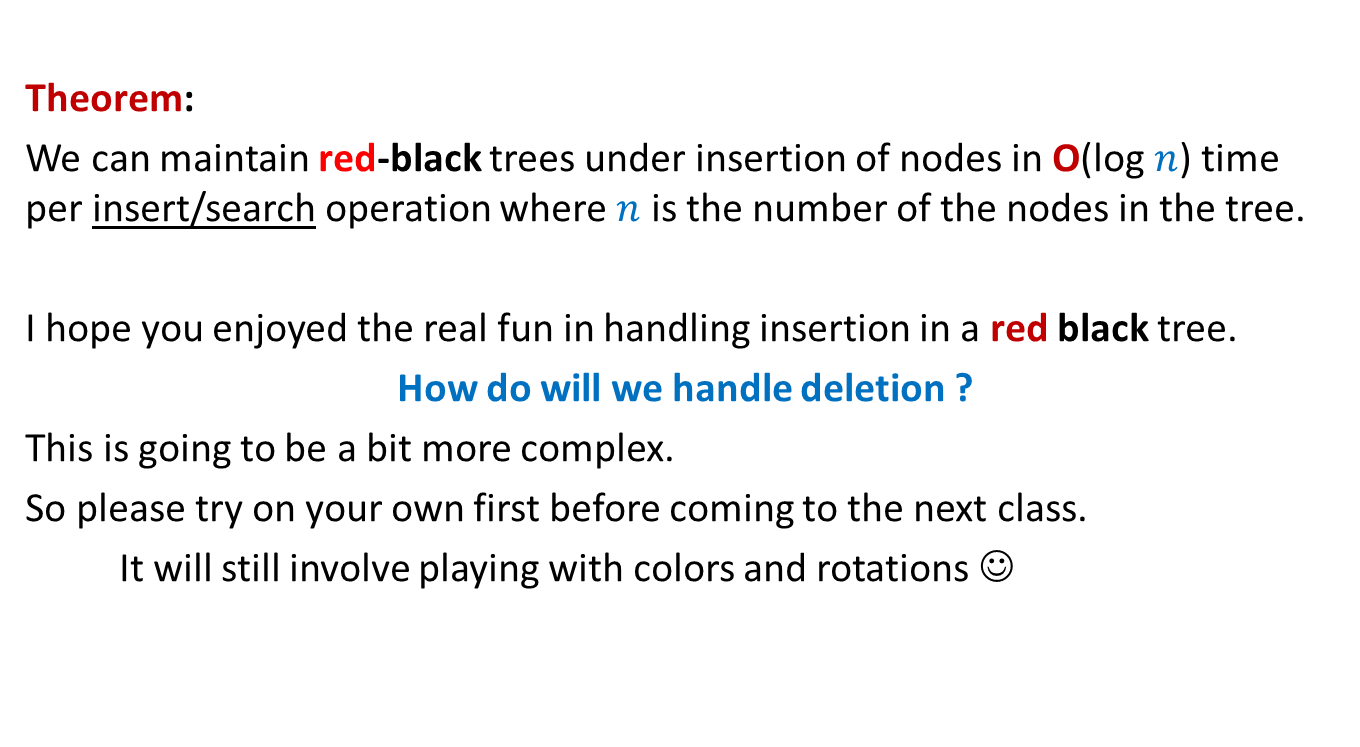 Theorem:
We can maintain red-black trees under insertion of nodes in O(log n) time
per insert/search operation where n is the number of the nodes in the tree.
I hope you enjoyed the real fun in handling insertion in a red black tree.
How do will we handle deletion ?
This is going to be a bit more complex.
So please try on your own first before coming to the next class.
It will still involve playing with colors and rotations ☺